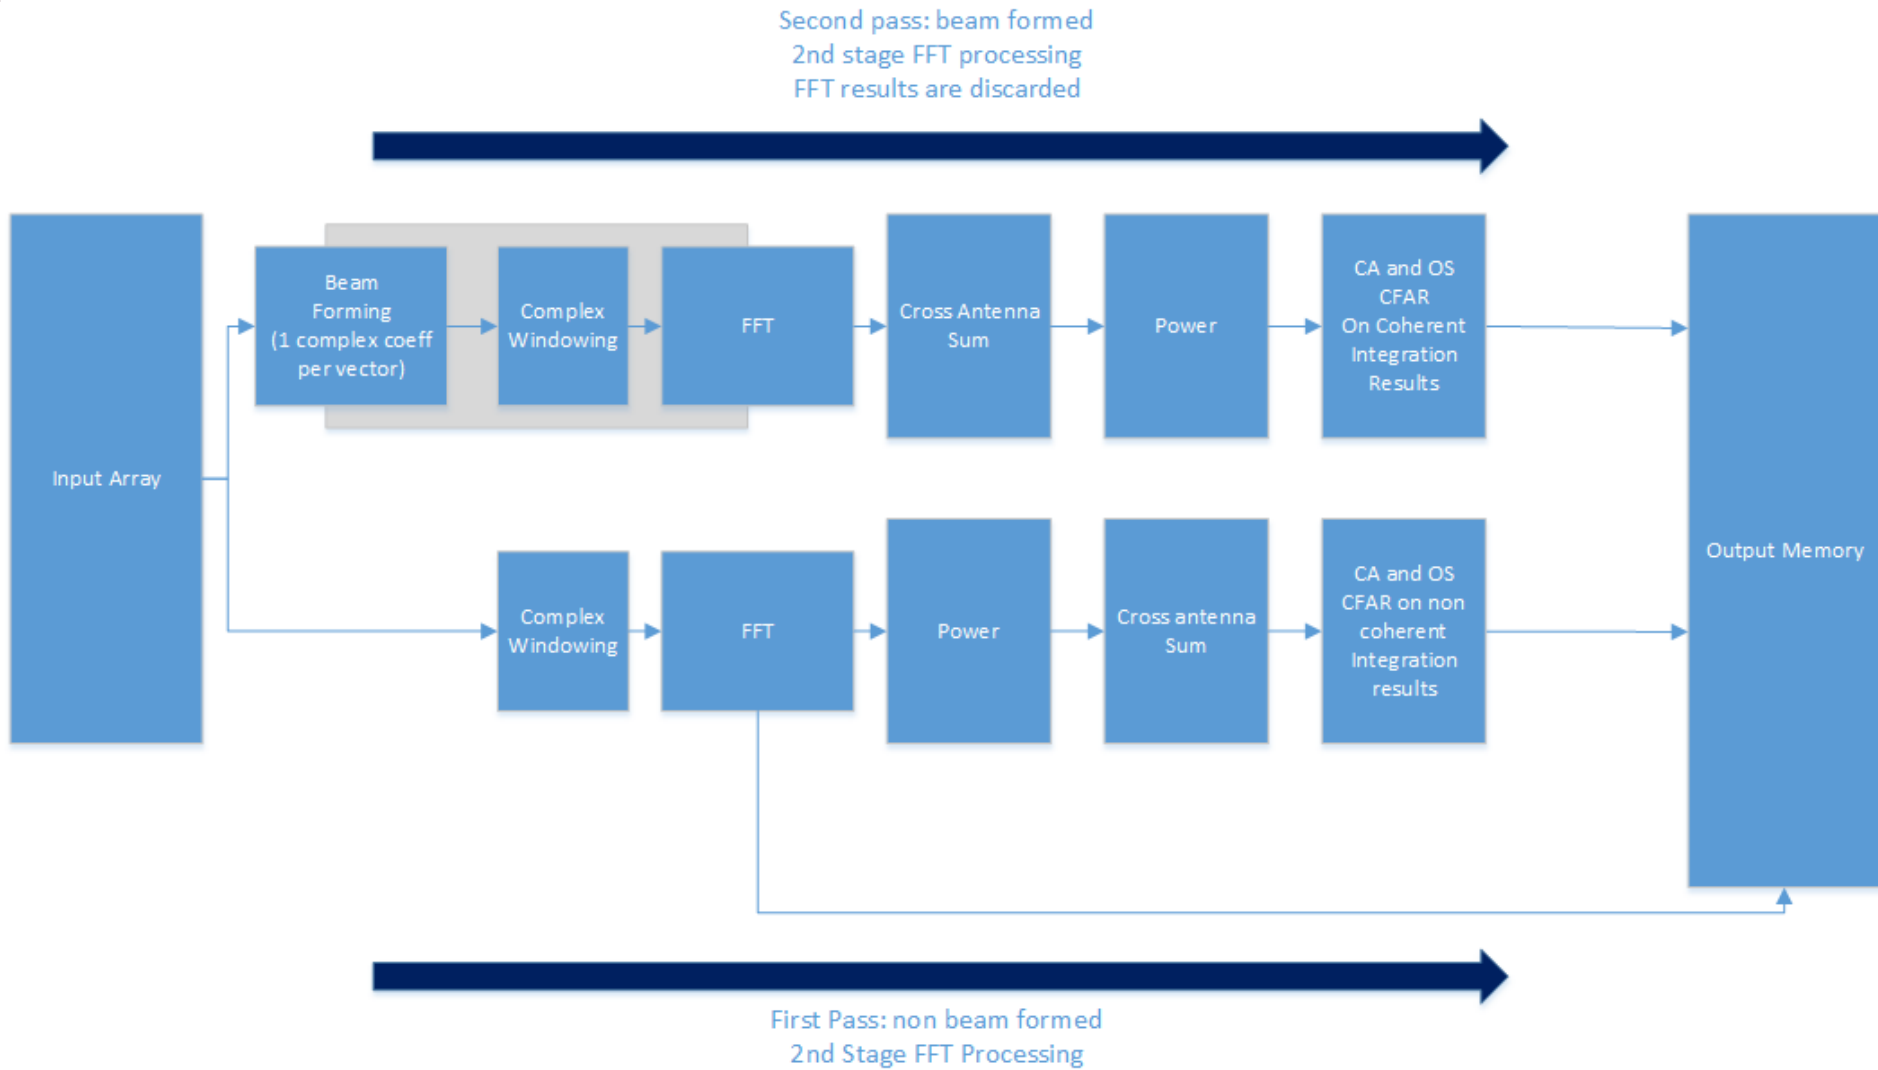 Second pass: beam formed
2nd stage FFT processing
FFT results are discarded
Input Array
Beam
Forming
(1 complex coeff
per vector)
Complex
Windowing
FFT
Cross Antenna
Sum
Power
CA and OS
CFAR
On Coherent
Integration
Results
Output Memory
Complex
Windowing
FFT
Power
Cross antenna
Sum
CA and OS
CFAR on non
coherent
Integration
results
First Pass: non beam formed
2nd Stage FFT Processing